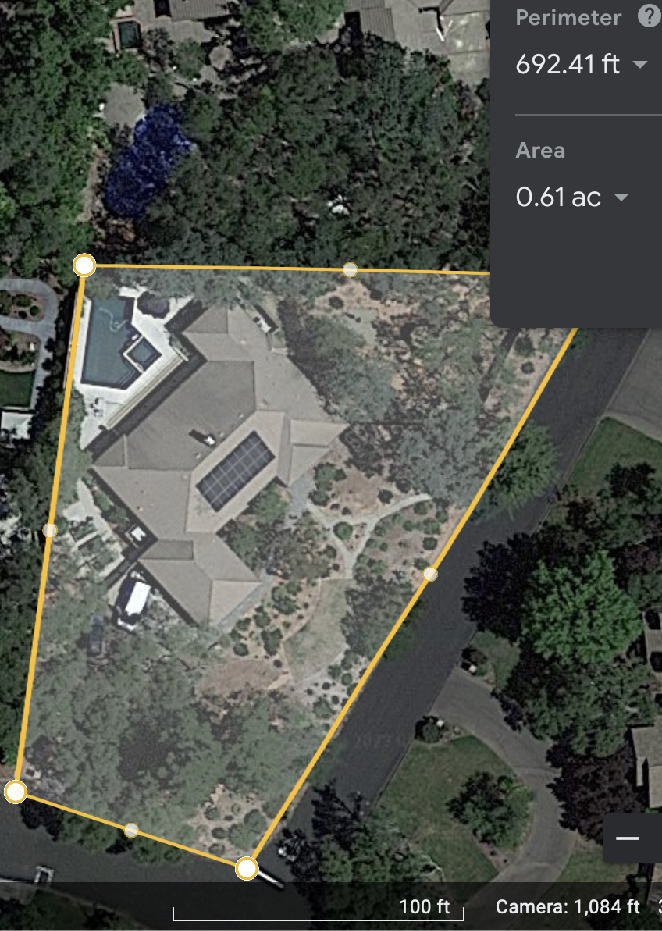 Perimeter ?
692.41 ft
Area
0.61 ac
100 ft
Camera: 1,084 ft